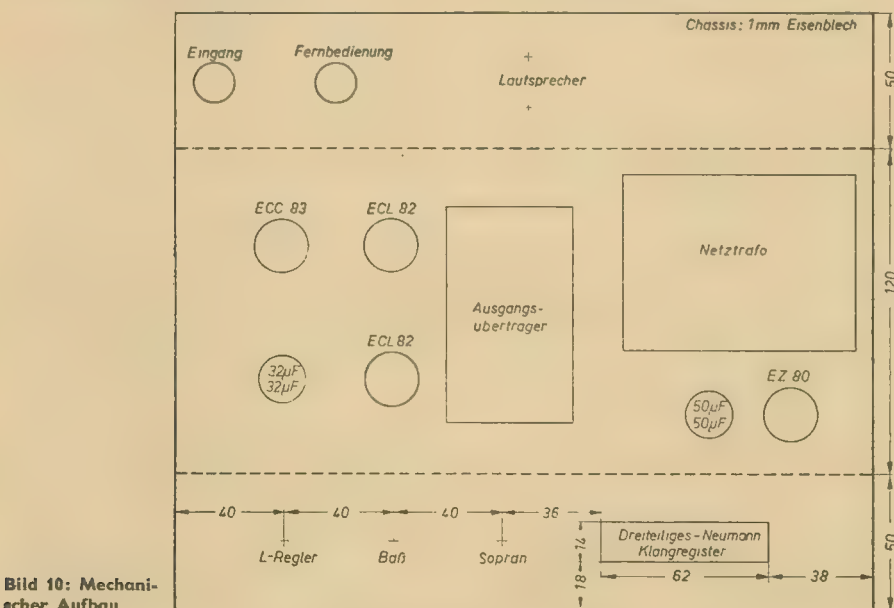 Chassis: 1mm Eisenblech
Eingang
Fernbedienung
Lautsprecher
50
ECC 83
ECL 82
Netztrafo
120
Ausgangs-
ubertrager
ECL 82
32µF
32µF
EZ 80
50µF
50µF
40
40
40
36
L-Regler
Baß
Sopran
14
18
Dreiteiliges-Neumann
Klangregister
62
38
50
Bild 10: Mechani-
scher Aufbau